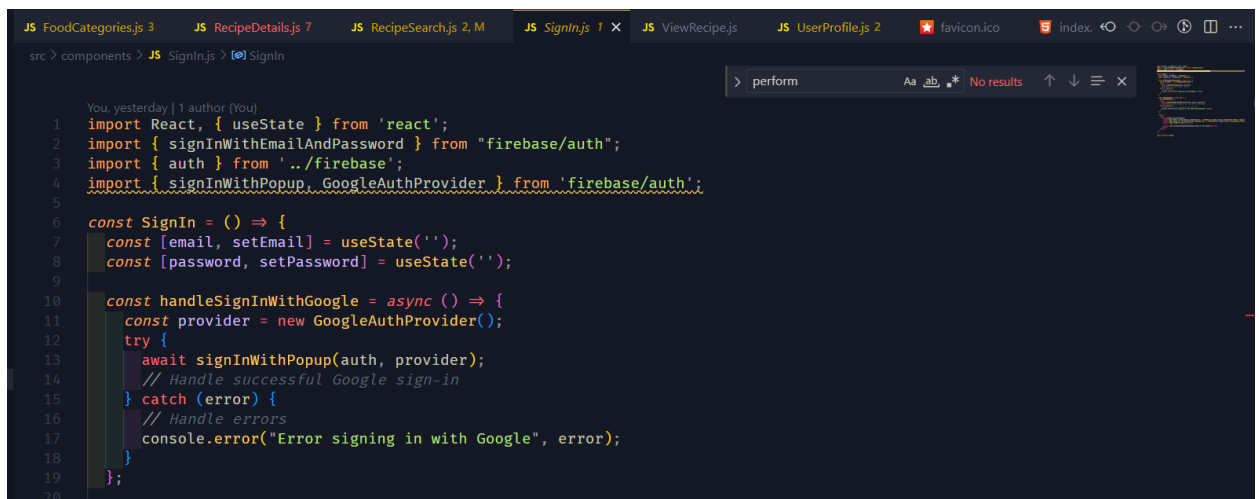 JS FoodCategories.js 3 JS RecipeDetails.js 7 JS RecipeSearch.js 2, M JS SignIn.js 1 JS ViewRecipe.js JS UserProfile.js 2 favicon.ico index.
src > components > JS SignIn.js > SignIn
perform Aa ab .* No results
You, yesterday | 1 author (You)
1 import React, { useState } from 'react';
2 import { signInWithEmailAndPassword } from "firebase/auth";
3 import { auth } from '../firebase';
4 import { signInWithPopup, GoogleAuthProvider } from 'firebase/auth';
5
6 const SignIn = () ⇒ {
7 const [email, setEmail] = useState('');
8 const [password, setPassword] = useState('');
9
10 const handleSignInWithGoogle = async () ⇒ {
11 const provider = new GoogleAuthProvider();
12 try {
13 await signInWithPopup(auth, provider);
14 // Handle successful Google sign-in
15 } catch (error) {
16 // Handle errors
17 console.error("Error signing in with Google", error);
18 }
19 };
20